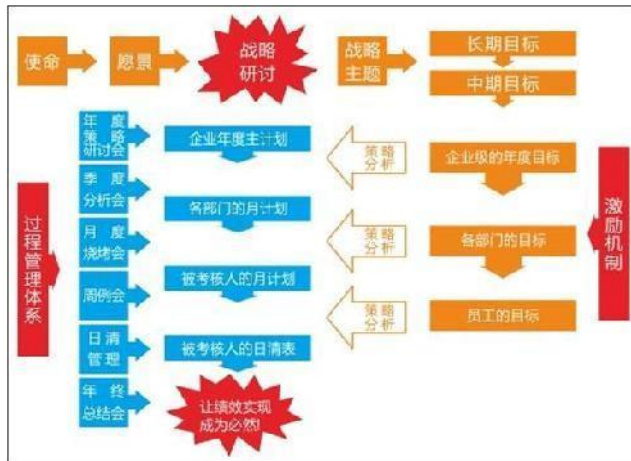 使命
愿景
战略
研讨
战略
主题
长期目标
中期目标
年度
策略
研讨会
企业年度主计划
策略
分析
企业级的年度目标
季度
分析会
各部门的月计划
过程管理体系
激励机制
月度
烧烤会
策略
分析
各部门的目标
周例会
被考核人的月计划
策略
分析
员工的目标
日清
管理
被考核人的日清表
年终
总结会
让绩效实现
成为必然!